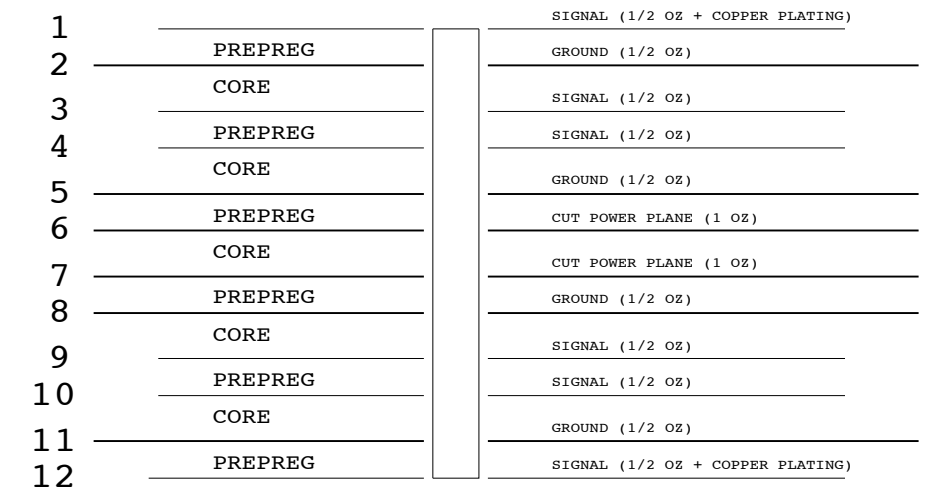 1 SIGNAL (1/2 OZ + COPPER PLATING)
PREPREG
2 GROUND (1/2 OZ)
CORE
3 SIGNAL (1/2 OZ)
PREPREG
4 SIGNAL (1/2 OZ)
CORE
5 GROUND (1/2 OZ)
PREPREG
6 CUT POWER PLANE (1 OZ)
CORE
7 CUT POWER PLANE (1 OZ)
PREPREG
8 GROUND (1/2 OZ)
CORE
9 SIGNAL (1/2 OZ)
PREPREG
10 SIGNAL (1/2 OZ)
CORE
11 GROUND (1/2 OZ)
PREPREG
12 SIGNAL (1/2 OZ + COPPER PLATING)